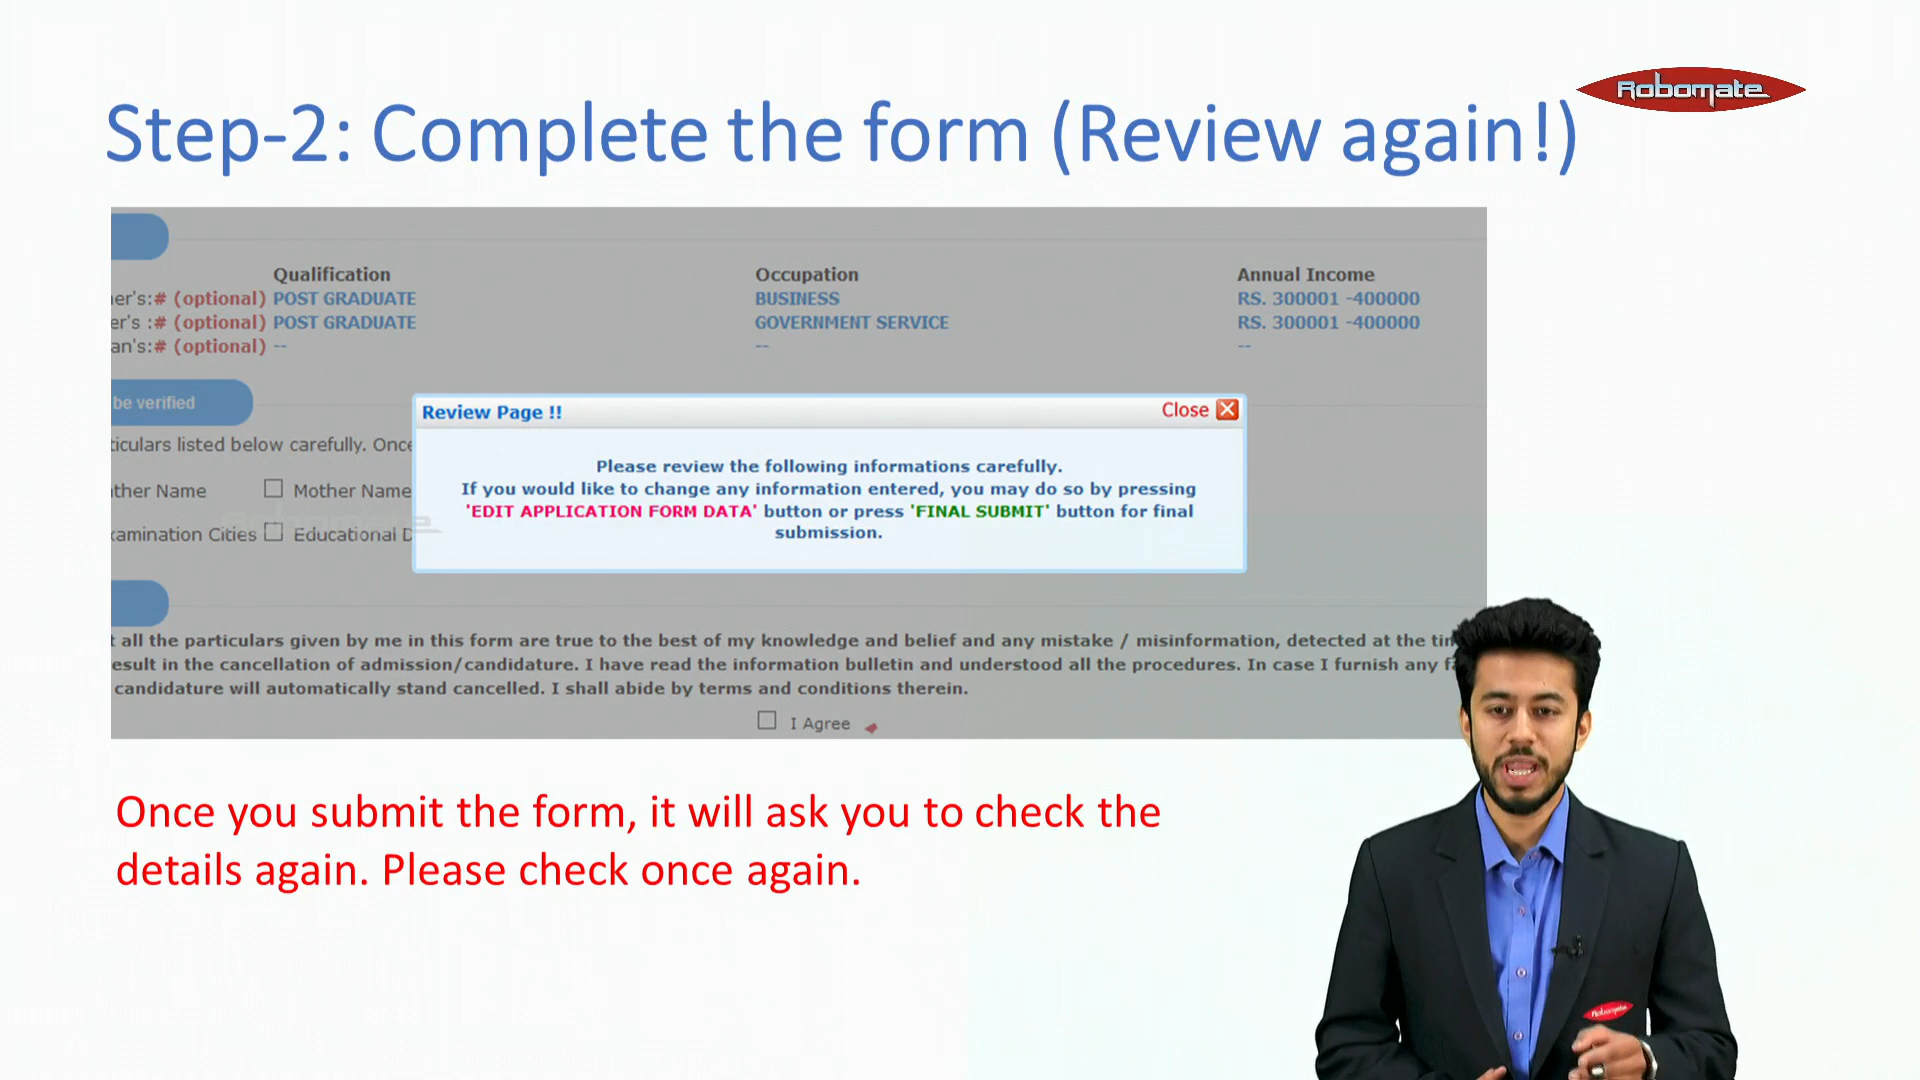 Robomate
Step-2: Complete the form (Review again!)
Qualification Occupation Annual Income
er's:# (optional) POST GRADUATE BUSINESS RS. 300001 -400000
er's :# (optional) POST GRADUATE GOVERNMENT SERVICE RS. 300001 -400000
an's:# (optional) -- -- --
be verified
Review Page !! Close
ticulars listed below carefully. Once
Please review the following informations carefully.
If you would like to change any information entered, you may do so by pressing
'EDIT APPLICATION FORM DATA' button or press 'FINAL SUBMIT' button for final
submission.
ther Name Mother Name
Robomate
xamination Cities Educational D
t all the particulars given by me in this form are true to the best of my knowledge and belief and any mistake / misinformation, detected at the tim
esult in the cancellation of admission/candidature. I have read the information bulletin and understood all the procedures. In case I furnish any f
candidature will automatically stand cancelled. I shall abide by terms and conditions therein.
I Agree
Once you submit the form, it will ask you to check the
details again. Please check once again.
Robomate